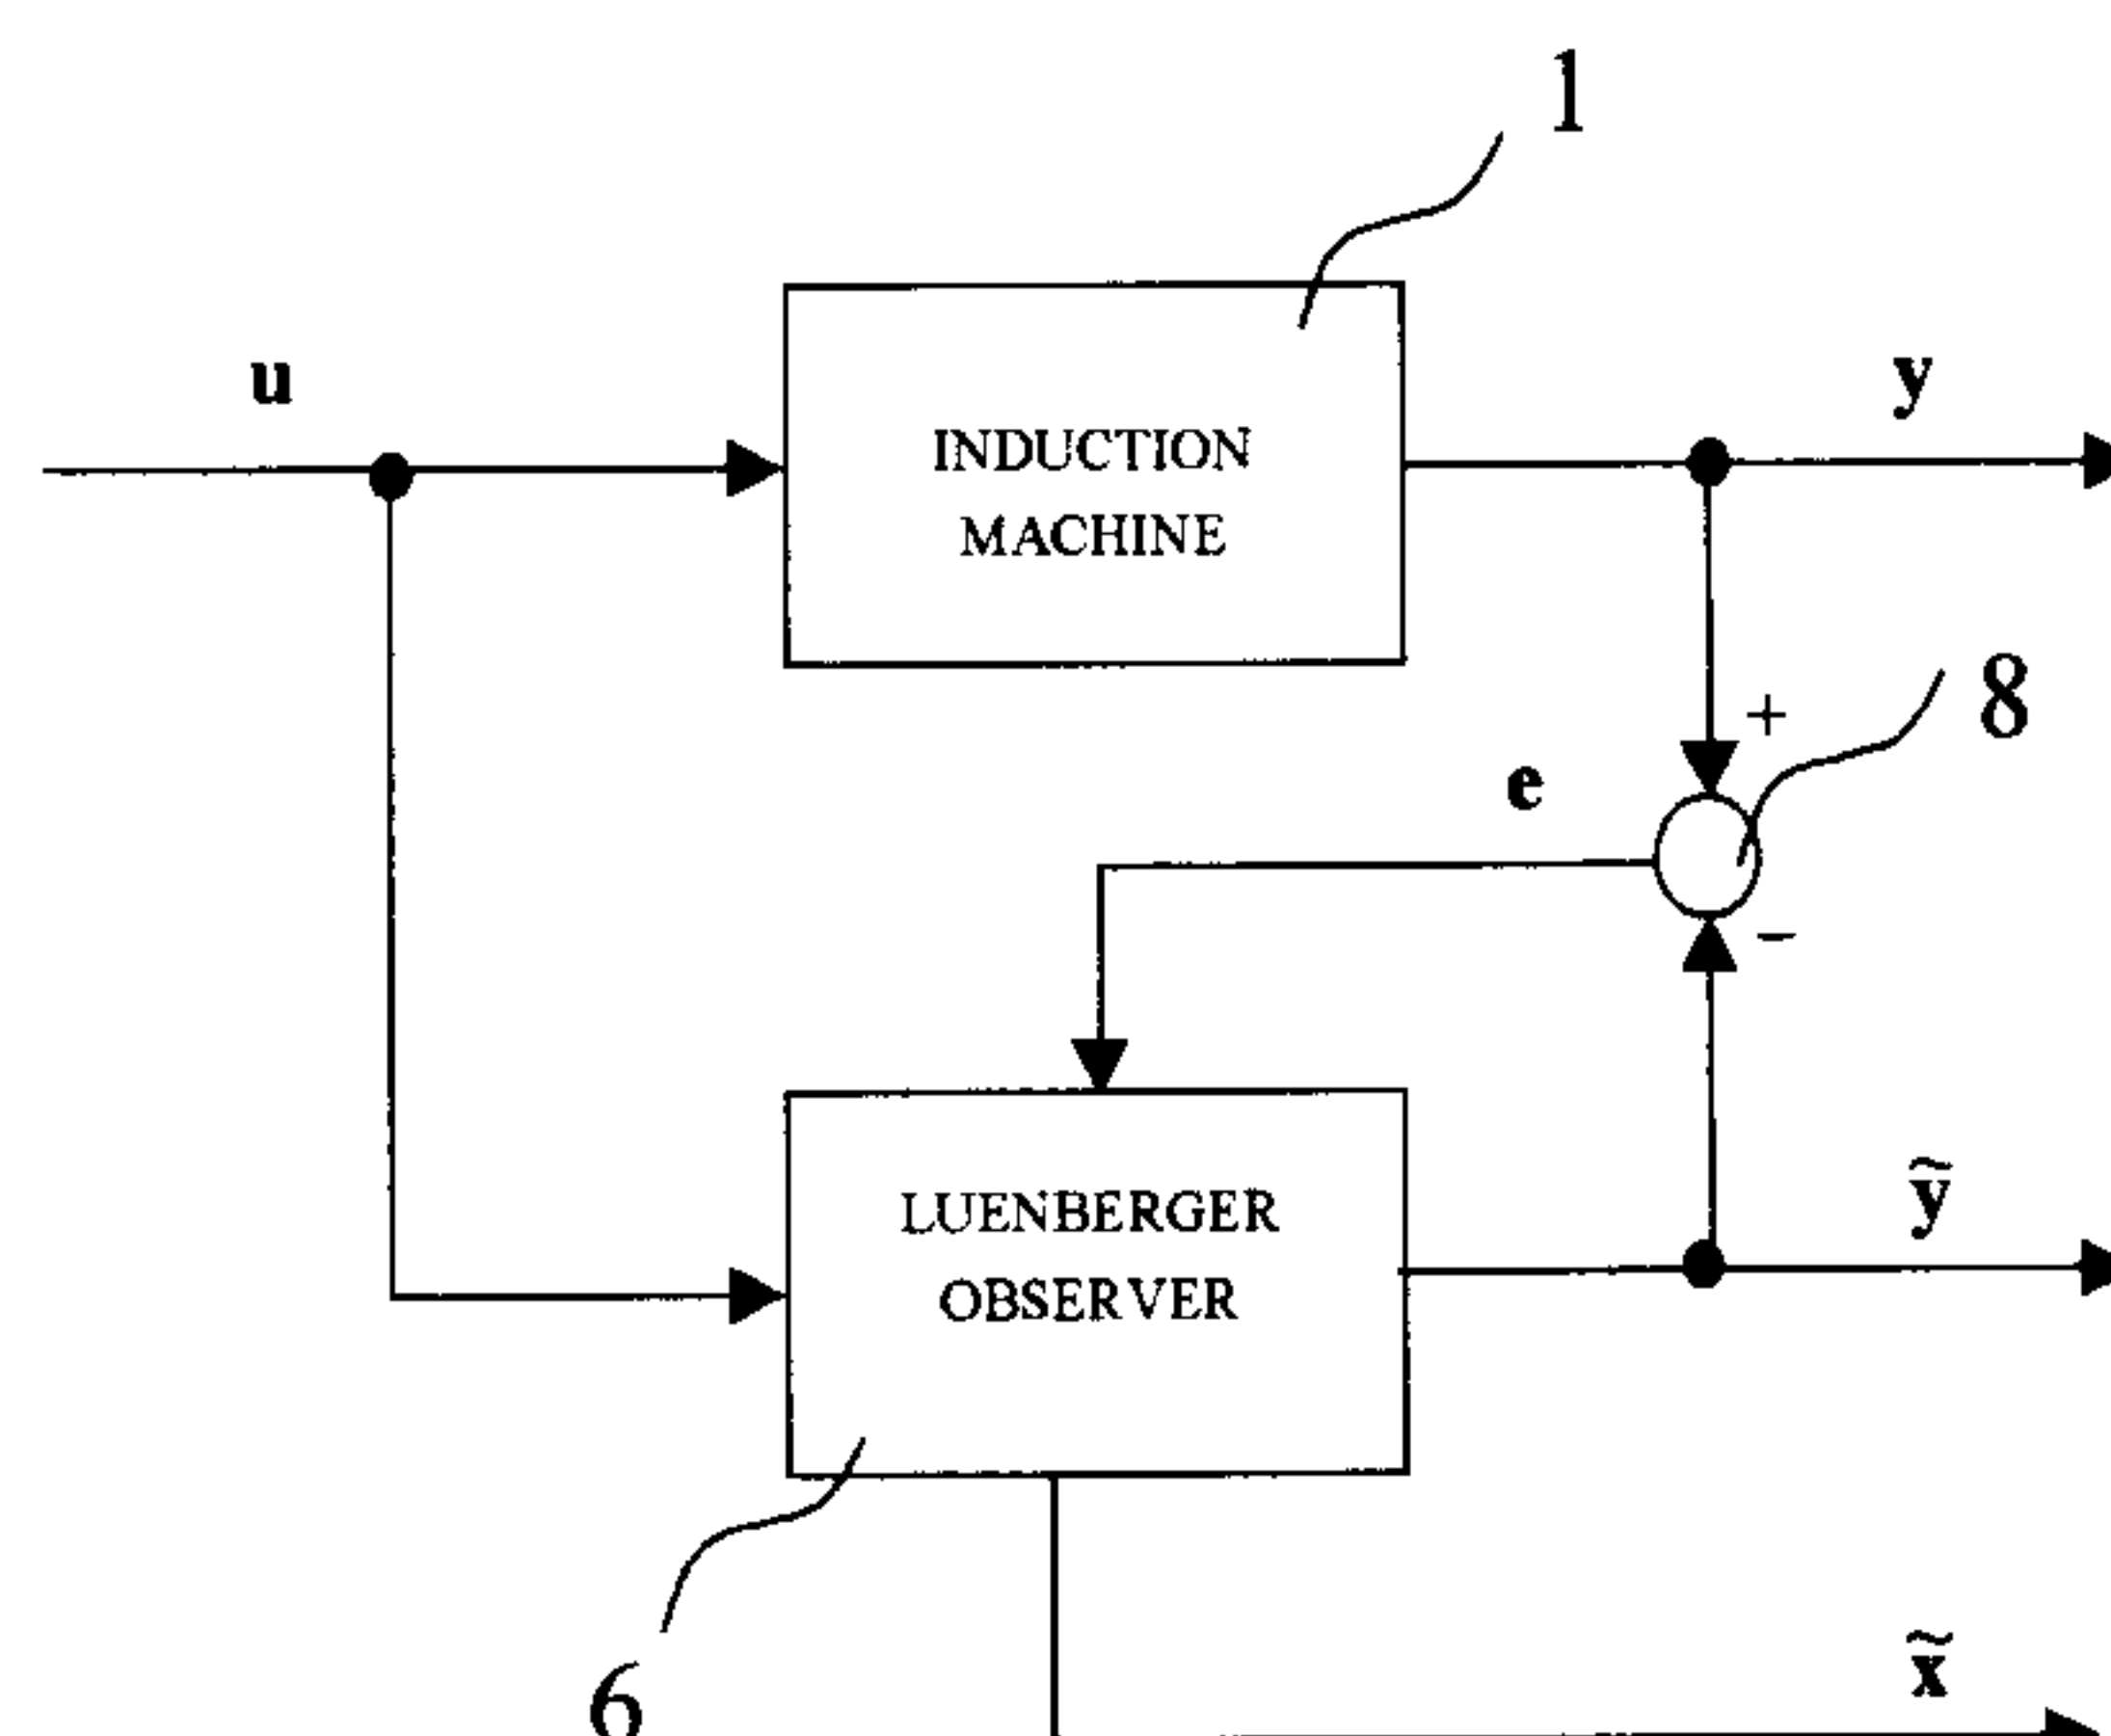 1
u
y
INDUCTION
MACHINE
+
8
e
−
ỹ
LUENBERGER
OBSERVER
x̃
6